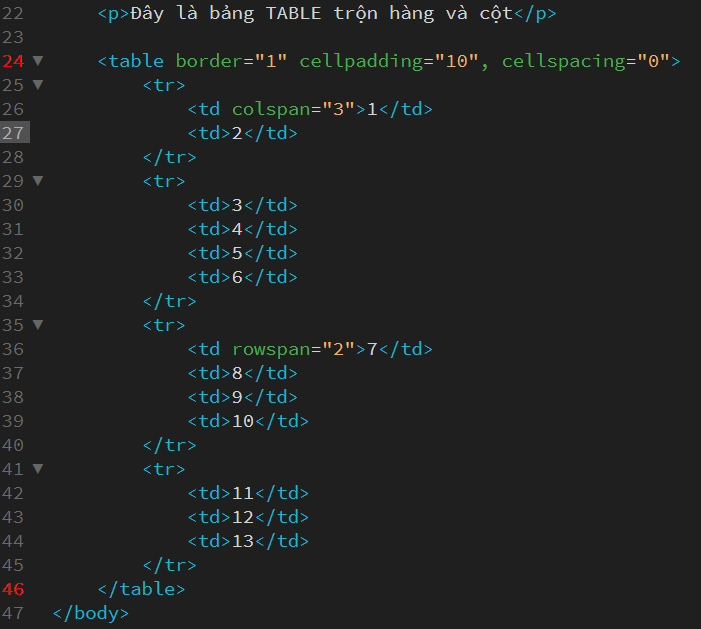 22 <p>Đây là bảng TABLE trộn hàng và cột</p>
23
24 ▼ <table border="1" cellpadding="10", cellspacing="0">
25 ▼ <tr>
26 <td colspan="3">1</td>
27 <td>2</td>
28 </tr>
29 ▼ <tr>
30 <td>3</td>
31 <td>4</td>
32 <td>5</td>
33 <td>6</td>
34 </tr>
35 ▼ <tr>
36 <td rowspan="2">7</td>
37 <td>8</td>
38 <td>9</td>
39 <td>10</td>
40 </tr>
41 ▼ <tr>
42 <td>11</td>
43 <td>12</td>
44 <td>13</td>
45 </tr>
46 </table>
47 </body>